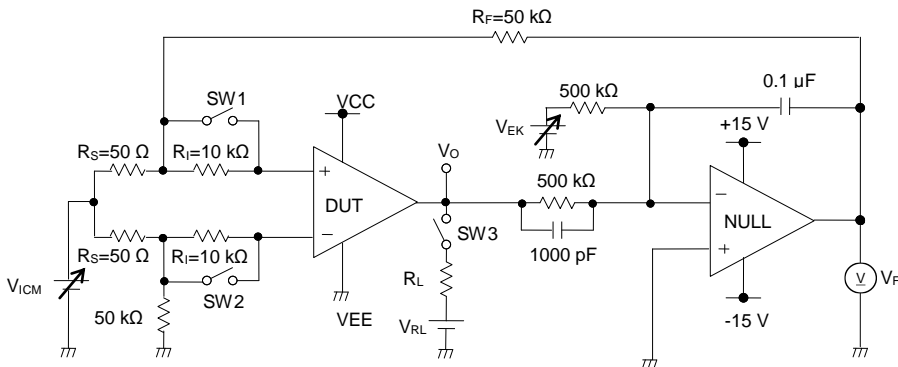 RF=50 kΩ
0.1 µF
500 kΩ
SW1
VCC
VEK
+15 V
RS=50 Ω
RI=10 kΩ
VO
500 kΩ
+
DUT
−
−
NULL
+
SW3
1000 pF
RS=50 Ω
RI=10 kΩ
VICM
SW2
RL
V
VF
50 kΩ
VEE
VRL
-15 V